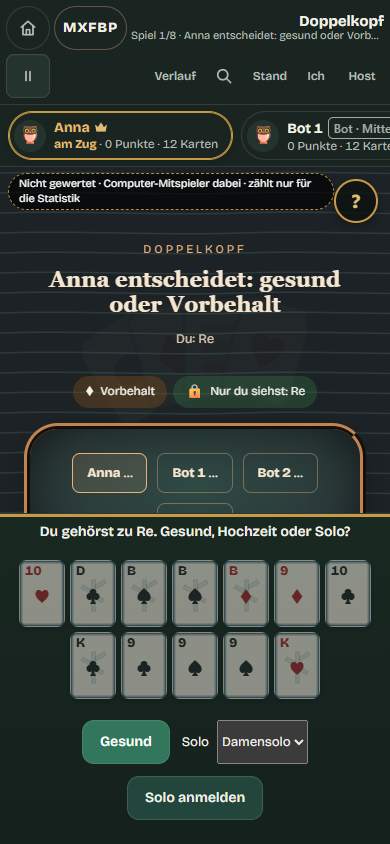 MXFBP
Doppelkopf
Spiel 1/8 · Anna entscheidet: gesund oder Vorb...
Verlauf
Stand
Ich
Host
Anna
am Zug · 0 Punkte · 12 Karten
Bot 1
Bot · Mitte
0 Punkte · 12 Karten
Nicht gewertet · Computer-Mitspieler dabei · zählt nur für
die Statistik
?
DOPPELKOPF
Anna entscheidet: gesund
oder Vorbehalt
Du: Re
Vorbehalt
Nur du siehst: Re
Anna ...
Bot 1 ...
Bot 2 ...
Du gehörst zu Re. Gesund, Hochzeit oder Solo?
10 D B B B 9 10
K 9 9 9 9 K
Gesund
Solo
Damensolo
Solo anmelden